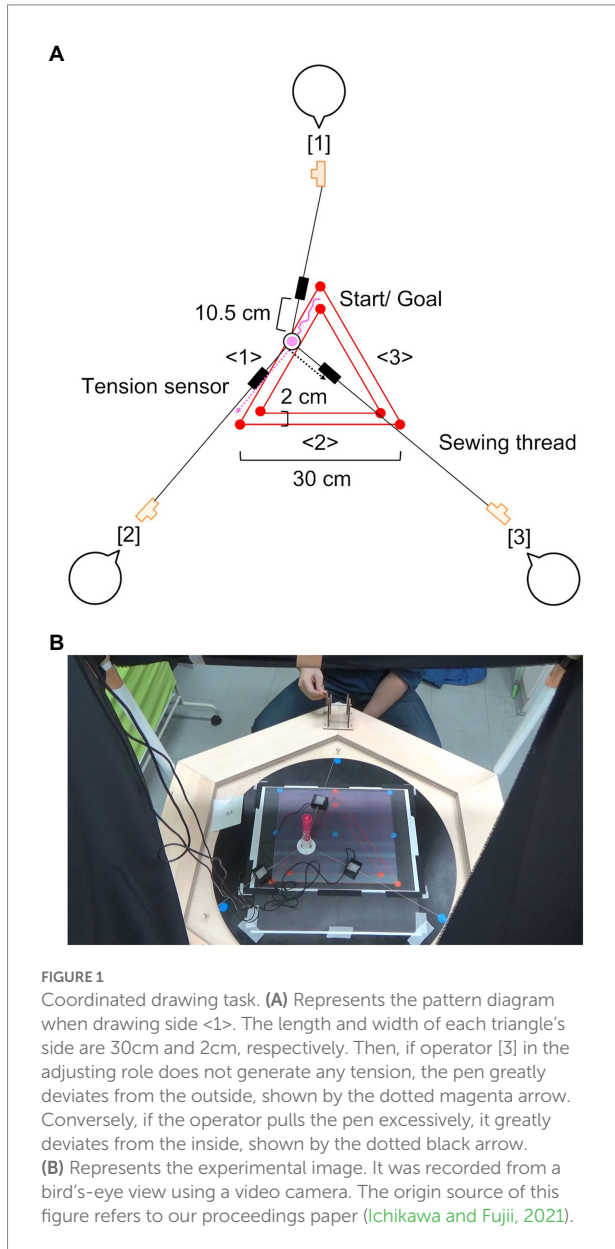 A
[1]
10.5 cm
Start/ Goal
<1>
<3>
Tension sensor
2 cm
<2>
Sewing thread
30 cm
[2]
[3]
B
FIGURE 1
Coordinated drawing task. (A) Represents the pattern diagram
when drawing side <1>. The length and width of each triangle's
side are 30cm and 2cm, respectively. Then, if operator [3] in the
adjusting role does not generate any tension, the pen greatly
deviates from the outside, shown by the dotted magenta arrow.
Conversely, if the operator pulls the pen excessively, it greatly
deviates from the inside, shown by the dotted black arrow.
(B) Represents the experimental image. It was recorded from a
bird's-eye view using a video camera. The origin source of this
figure refers to our proceedings paper (Ichikawa and Fujii, 2021).